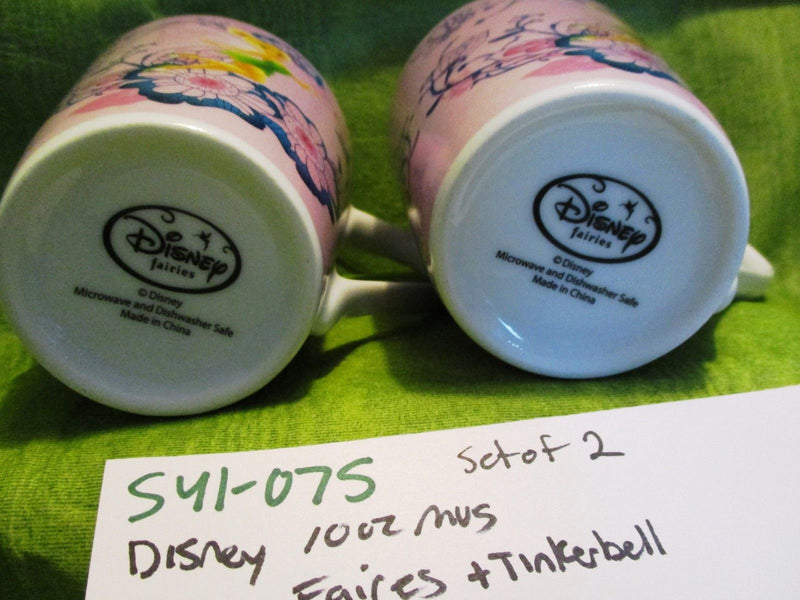 Disney
fairies
© Disney
Microwave and Dishwasher Safe
Made in China
Disney
fairies
© Disney
Microwave and Dishwasher Safe
Made in China
S41-075 Set of 2
Disney 10oz mus
Faires + Tinkerbell